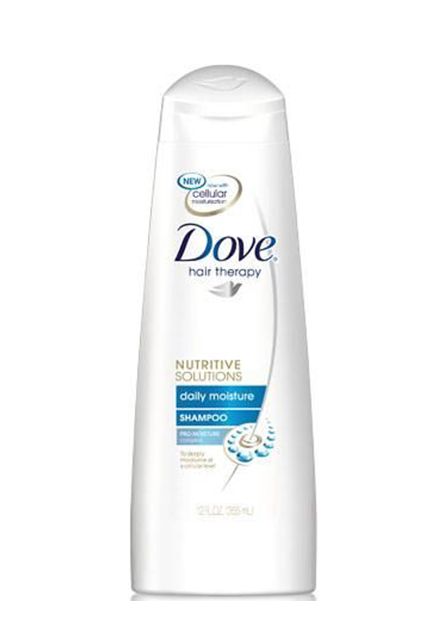 NEW
now with
cellular
moisturization
Dove
hair therapy
NUTRITIVE
SOLUTIONS
daily moisture
SHAMPOO
PRO-MOISTURE
complex
To deeply
moisturize at
a cellular level
12 FL OZ. (355 mL)